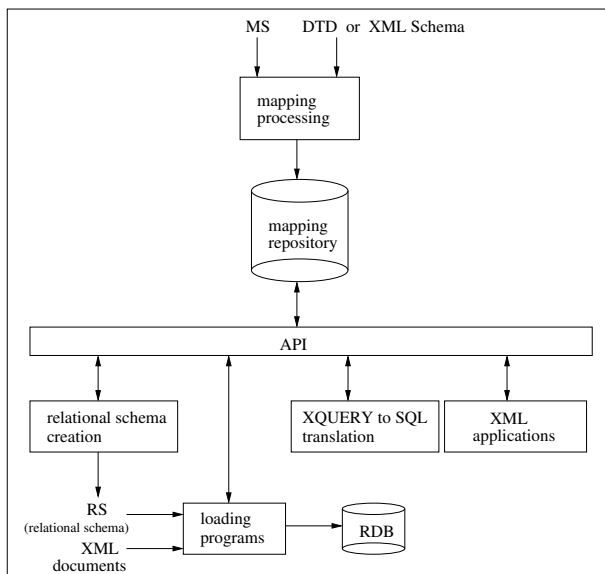 MS DTD or XML Schema
mapping
processing
mapping
repository
API
relational schema
creation
XQUERY to SQL
translation
XML
applications
RS
(relational schema)
XML
documents
loading
programs
RDB